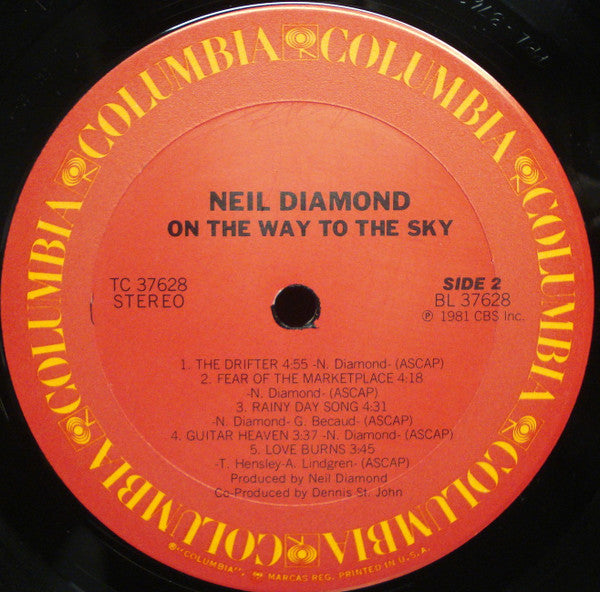 COLUMBIA COLUMBIA COLUMBIA COLUMBIA COLUMBIA COLUMBIA
NEIL DIAMOND
ON THE WAY TO THE SKY
TC 37628
STEREO
SIDE 2
BL 37628
℗ 1981 CBS Inc.
1. THE DRIFTER 4:55 -N. Diamond- (ASCAP)
2. FEAR OF THE MARKETPLACE 4:18
-N. Diamond- (ASCAP)
3. RAINY DAY SONG 4:31
-N. Diamond- G. Becaud- (ASCAP)
4. GUITAR HEAVEN 3:37 -N. Diamond- (ASCAP)
5. LOVE BURNS 3:45
-T. Hensley-A. Lindgren- (ASCAP)
Produced by Neil Diamond
Co-Produced by Dennis St. John
"COLUMBIA", MARCAS REG. PRINTED IN U.S.A.